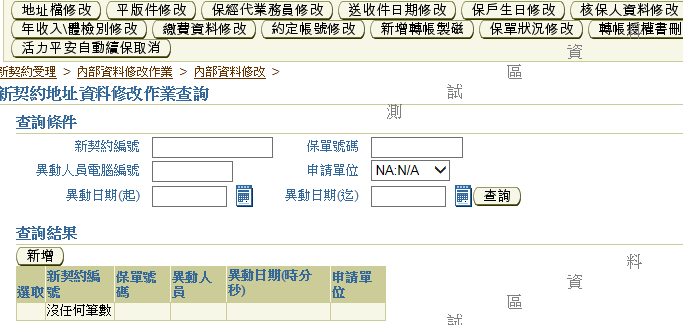 地址檔修改 平版件修改 保經代業務員修改 送收件日期修改 保戶生日修改 核保人資料修改
年收入\體檢別修改 繳費資料修改 約定帳號修改 新增轉帳製磁 保單狀況修改 轉帳授權書刪
活力平安自動續保取消
新契約受理 > 內部資料修改作業 > 內部資料修改 >
新契約地址資料修改作業查詢
查詢條件
新契約編號 保單號碼
異動人員電腦編號 申請單位 NA:N/A
異動日期(起) 異動日期(迄) 查詢
查詢結果
新增
選取 新契約編號 保單號碼 異動人員 異動日期(時分秒) 申請單位
沒任何筆數
資
區
試
測
料
資
區
試